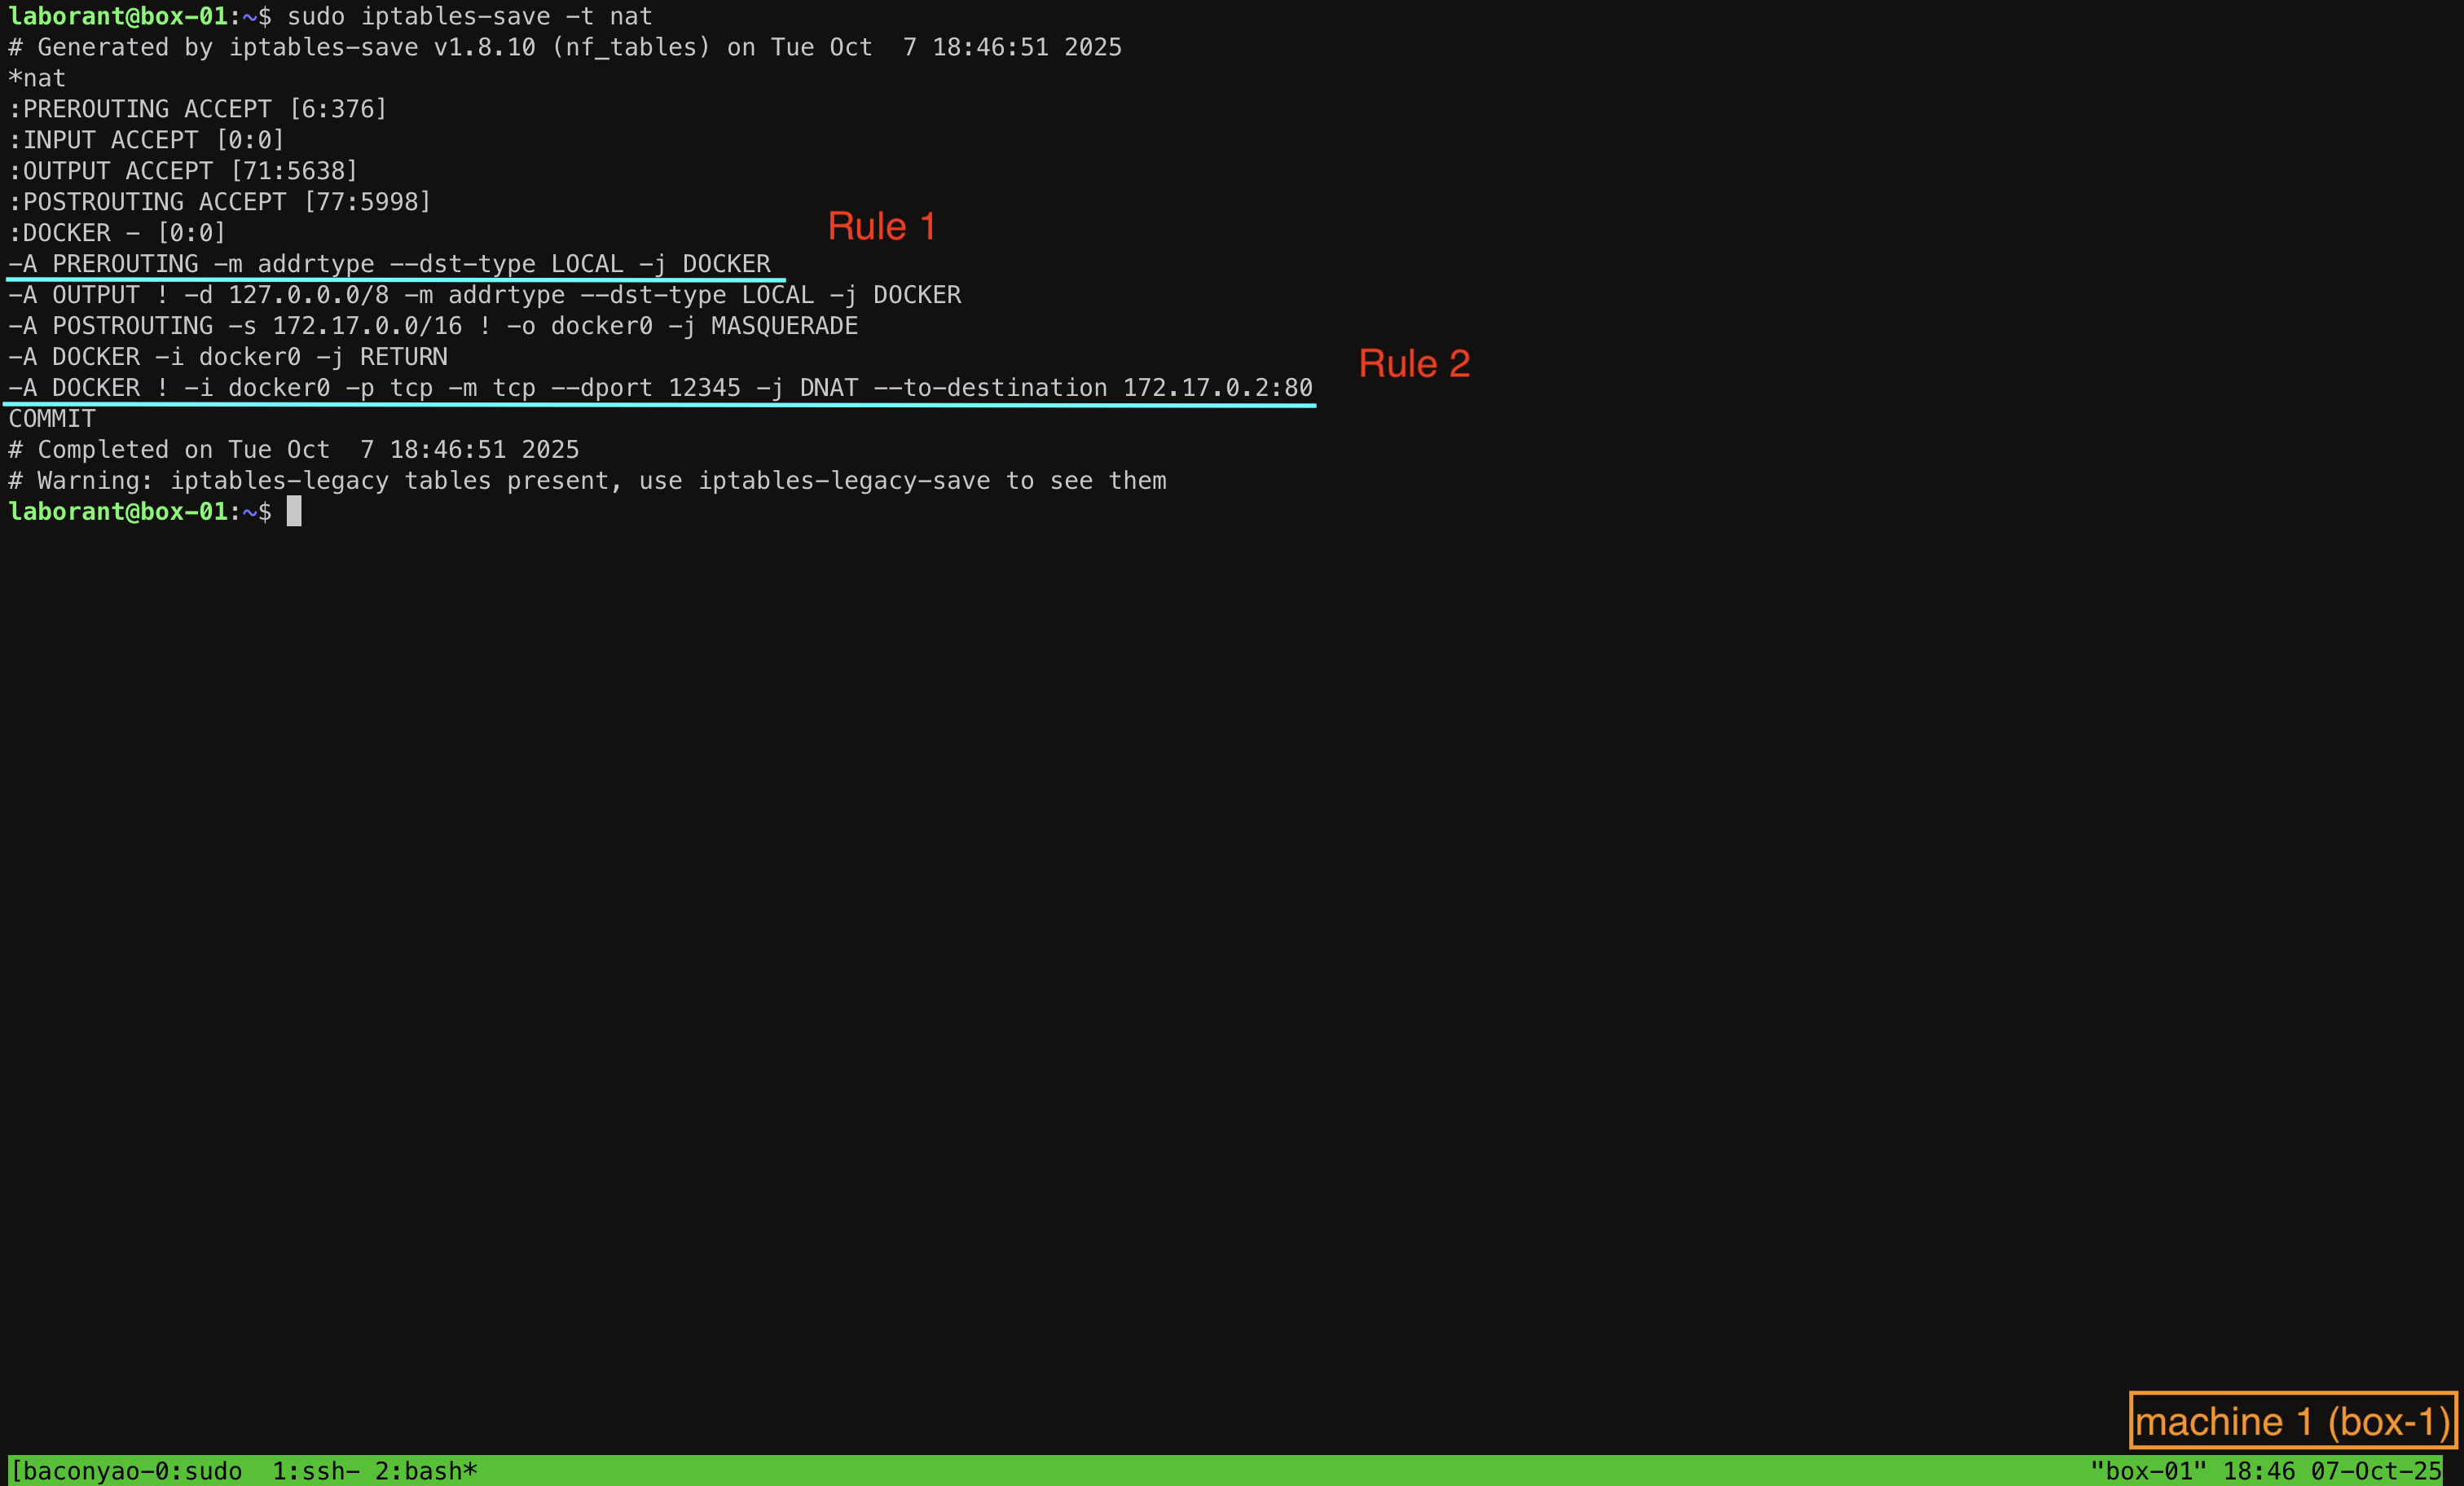 laborant@box-01:~$ sudo iptables-save -t nat
# Generated by iptables-save v1.8.10 (nf_tables) on Tue Oct  7 18:46:51 2025
*nat
:PREROUTING ACCEPT [6:376]
:INPUT ACCEPT [0:0]
:OUTPUT ACCEPT [71:5638]
:POSTROUTING ACCEPT [77:5998]
:DOCKER - [0:0]
Rule 1
-A PREROUTING -m addrtype --dst-type LOCAL -j DOCKER
-A OUTPUT ! -d 127.0.0.0/8 -m addrtype --dst-type LOCAL -j DOCKER
-A POSTROUTING -s 172.17.0.0/16 ! -o docker0 -j MASQUERADE
-A DOCKER -i docker0 -j RETURN
Rule 2
-A DOCKER ! -i docker0 -p tcp -m tcp --dport 12345 -j DNAT --to-destination 172.17.0.2:80
COMMIT
# Completed on Tue Oct  7 18:46:51 2025
# Warning: iptables-legacy tables present, use iptables-legacy-save to see them
laborant@box-01:~$
machine 1 (box-1)
[baconyao-0:sudo  1:ssh- 2:bash*
"box-01" 18:46 07-Oct-25